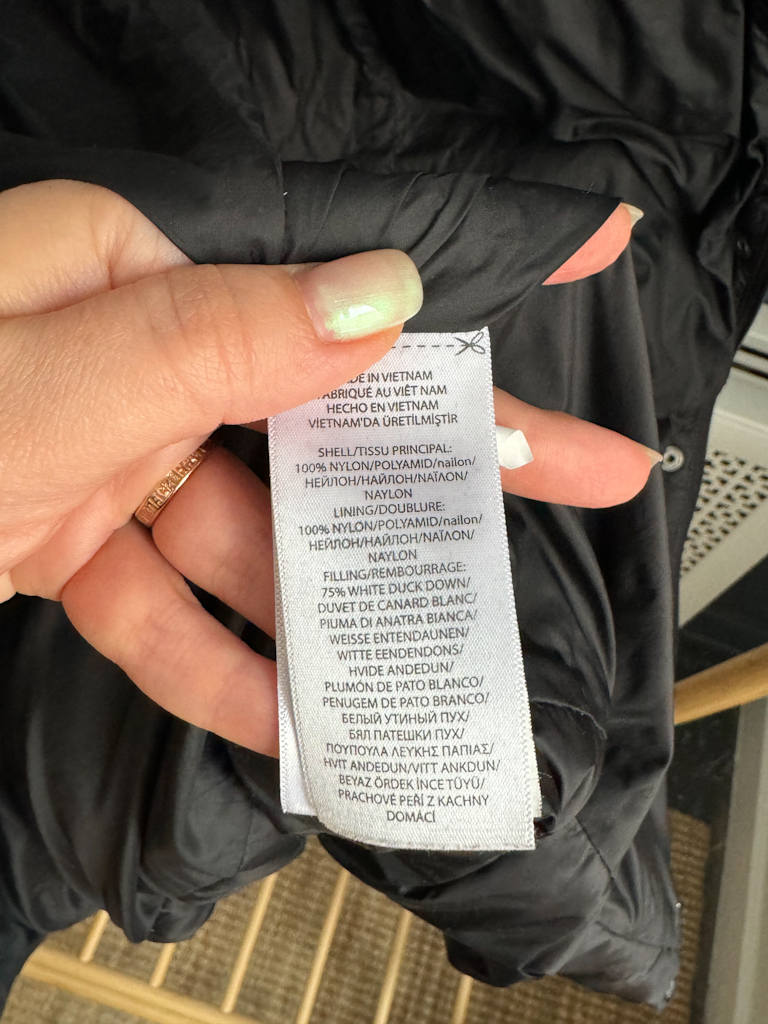 DE IN VIETNAM
FABRIQUÉ AU VIÊT NAM
HECHO EN VIETNAM
VİETNAM'DA ÜRETİLMİŞTİR
SHELL/TISSU PRINCIPAL:
100% NYLON/POLYAMID/nailon/
НЕЙЛОН/НАЙЛОН/ΝΑΪΛΟΝ/
NAYLON
LINING/DOUBLURE:
100% NYLON/POLYAMID/nailon/
НЕЙЛОН/НАЙЛОН/ΝΑΪΛΟΝ/
NAYLON
FILLING/REMBOURRAGE:
75% WHITE DUCK DOWN/
DUVET DE CANARD BLANC/
PIUMA DI ANATRA BIANCA/
WEISSE ENTENDAUNEN/
WITTE EENDENDONS/
HVIDE ANDEDUN/
PLUMÓN DE PATO BLANCO/
PENUGEM DE PATO BRANCO/
БЕЛЫЙ УТИНЫЙ ПУХ/
БЯЛ ПАТЕШКИ ПУХ/
ΠΟΥΠΟΥΛΑ ΛΕΥΚΗΣ ΠΑΠΙΑΣ/
HVIT ANDEDUN/VITT ANKDUN/
BEYAZ ÖRDEK İNCE TÜYÜ/
PRACHOVÉ PEŘÍ Z KACHNY
DOMÁCÍ